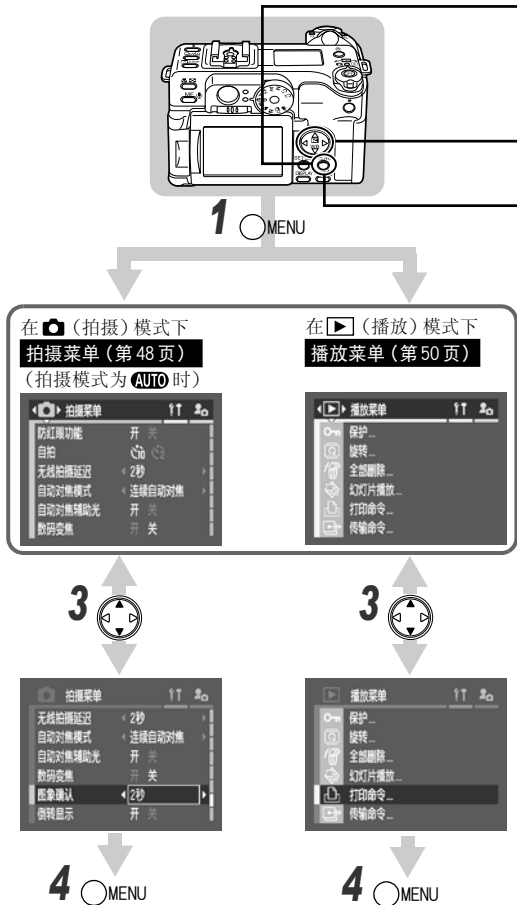 1 MENU
在 (拍摄) 模式下
拍摄菜单 (第 48 页)
(拍摄模式为 AUTO 时)
拍摄菜单
防红眼功能 开 关
自拍
无线拍摄延迟 2秒
自动对焦模式 连续自动对焦
自动对焦辅助光 开 关
数码变焦 开 关
在 (播放) 模式下
播放菜单 (第 50 页)
播放菜单
保护...
旋转...
全部删除...
幻灯片播放...
打印命令...
传输命令...
3
3
拍摄菜单
无线拍摄延迟 2秒
自动对焦模式 连续自动对焦
自动对焦辅助光 开 关
数码变焦 开 关
图象确认 2秒
倒转显示 开 关
播放菜单
保护...
旋转...
全部删除...
幻灯片播放...
打印命令...
传输命令...
4 MENU
4 MENU